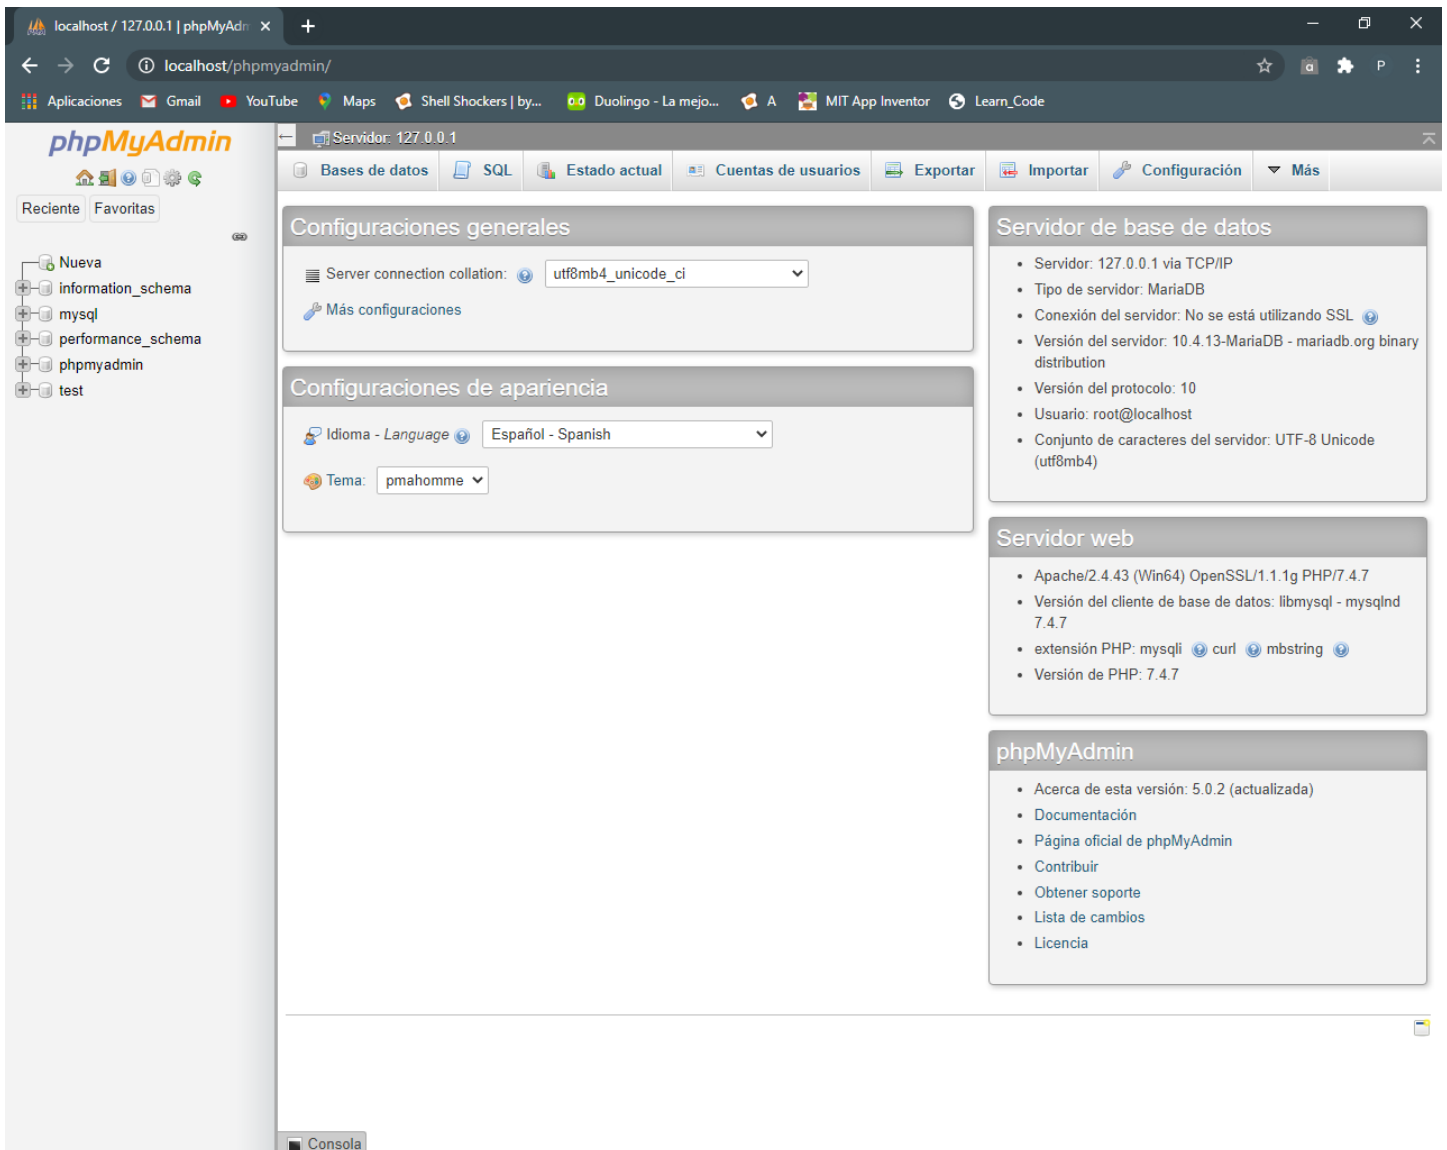 localhost / 127.0.0.1 | phpMyAdm
localhost/phpmyadmin/
Aplicaciones Gmail YouTube Maps Shell Shockers | by... Duolingo - La mejo... A MIT App Inventor Learn_Code
phpMyAdmin
Reciente Favoritas
Nueva
information_schema
mysql
performance_schema
phpmyadmin
test
Servidor: 127.0.0.1
Bases de datos SQL Estado actual Cuentas de usuarios Exportar Importar Configuración Más
Configuraciones generales
Server connection collation: utf8mb4_unicode_ci
Más configuraciones
Configuraciones de apariencia
Idioma - Language Español - Spanish
Tema: pmahomme
Servidor de base de datos
Servidor: 127.0.0.1 via TCP/IP
Tipo de servidor: MariaDB
Conexión del servidor: No se está utilizando SSL
Versión del servidor: 10.4.13-MariaDB - mariadb.org binary
distribution
Versión del protocolo: 10
Usuario: root@localhost
Conjunto de caracteres del servidor: UTF-8 Unicode
(utf8mb4)
Servidor web
Apache/2.4.43 (Win64) OpenSSL/1.1.1g PHP/7.4.7
Versión del cliente de base de datos: libmysql - mysqlnd
7.4.7
extensión PHP: mysqli curl mbstring
Versión de PHP: 7.4.7
phpMyAdmin
Acerca de esta versión: 5.0.2 (actualizada)
Documentación
Página oficial de phpMyAdmin
Contribuir
Obtener soporte
Lista de cambios
Licencia
Consola